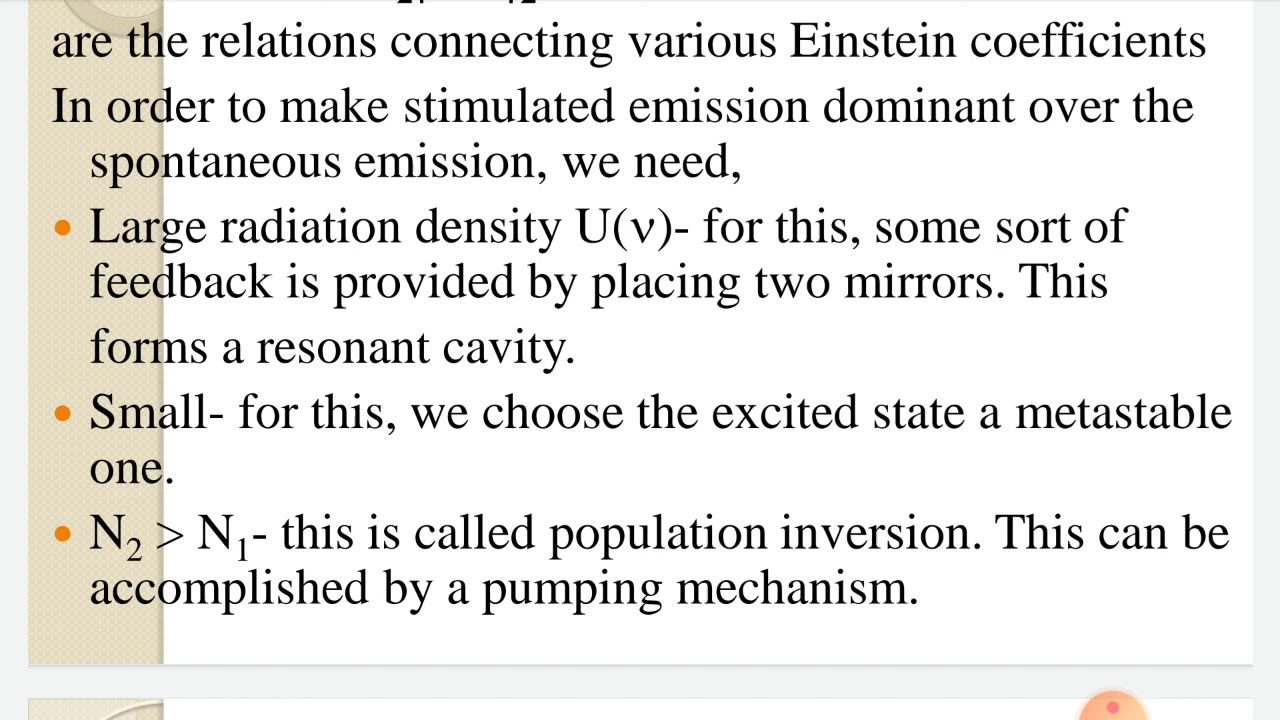 are the relations connecting various Einstein coefficients
In order to make stimulated emission dominant over the
spontaneous emission, we need,
• Large radiation density U(ν)- for this, some sort of
feedback is provided by placing two mirrors. This
forms a resonant cavity.
• Small- for this, we choose the excited state a metastable
one.
• N₂ > N₁- this is called population inversion. This can be
accomplished by a pumping mechanism.